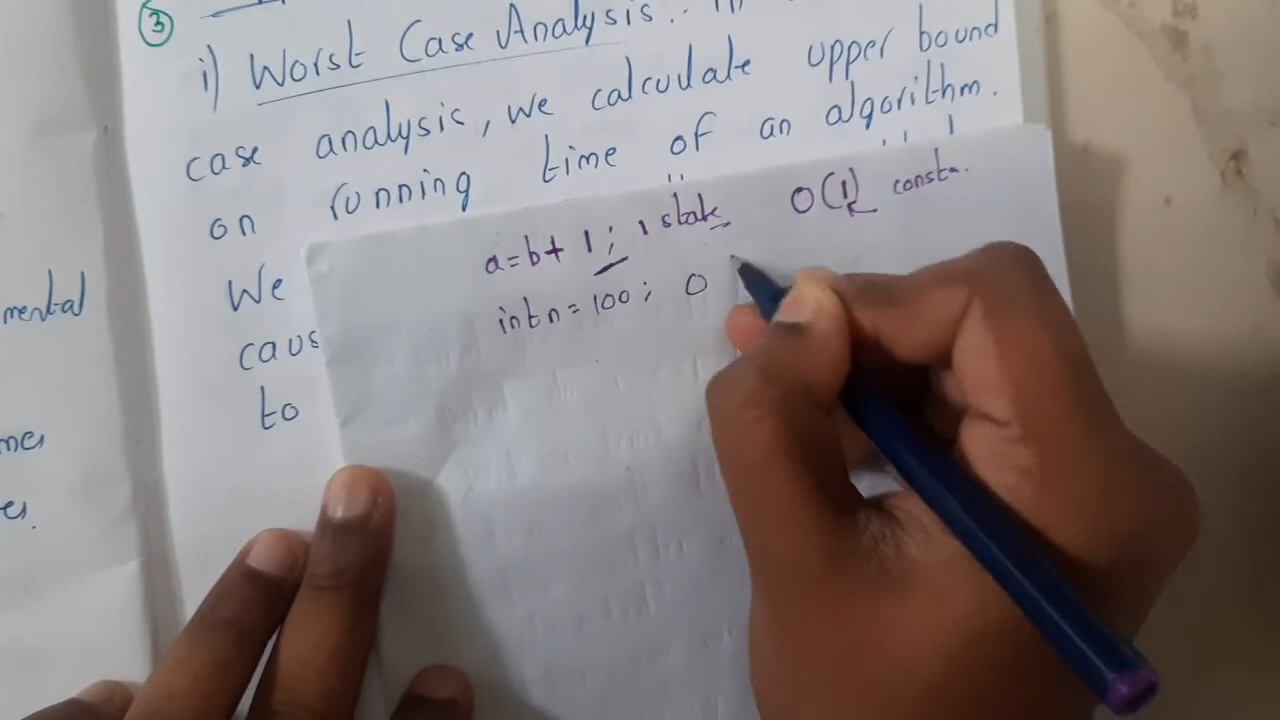 3
i) Worst Case Analysis :-
case analysis, we calculate upper bound
on running time of an algorithm.
We
caus
to
a=b+ 1; 1 state O(1) consta.
int n = 100; O
mental